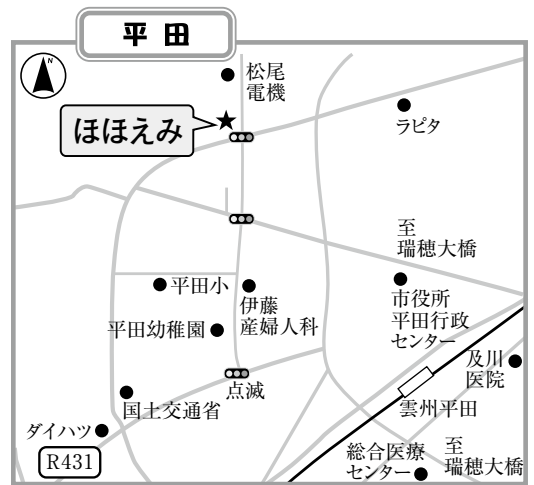 平田
N
松尾
電機
ほほえみ
ラピタ
至
瑞穂大橋
平田小
伊藤
産婦人科
市役所
平田行政
センター
平田幼稚園
及川
医院
点滅
国土交通省
雲州平田
ダイハツ
R431
総合医療
センター
至
瑞穂大橋